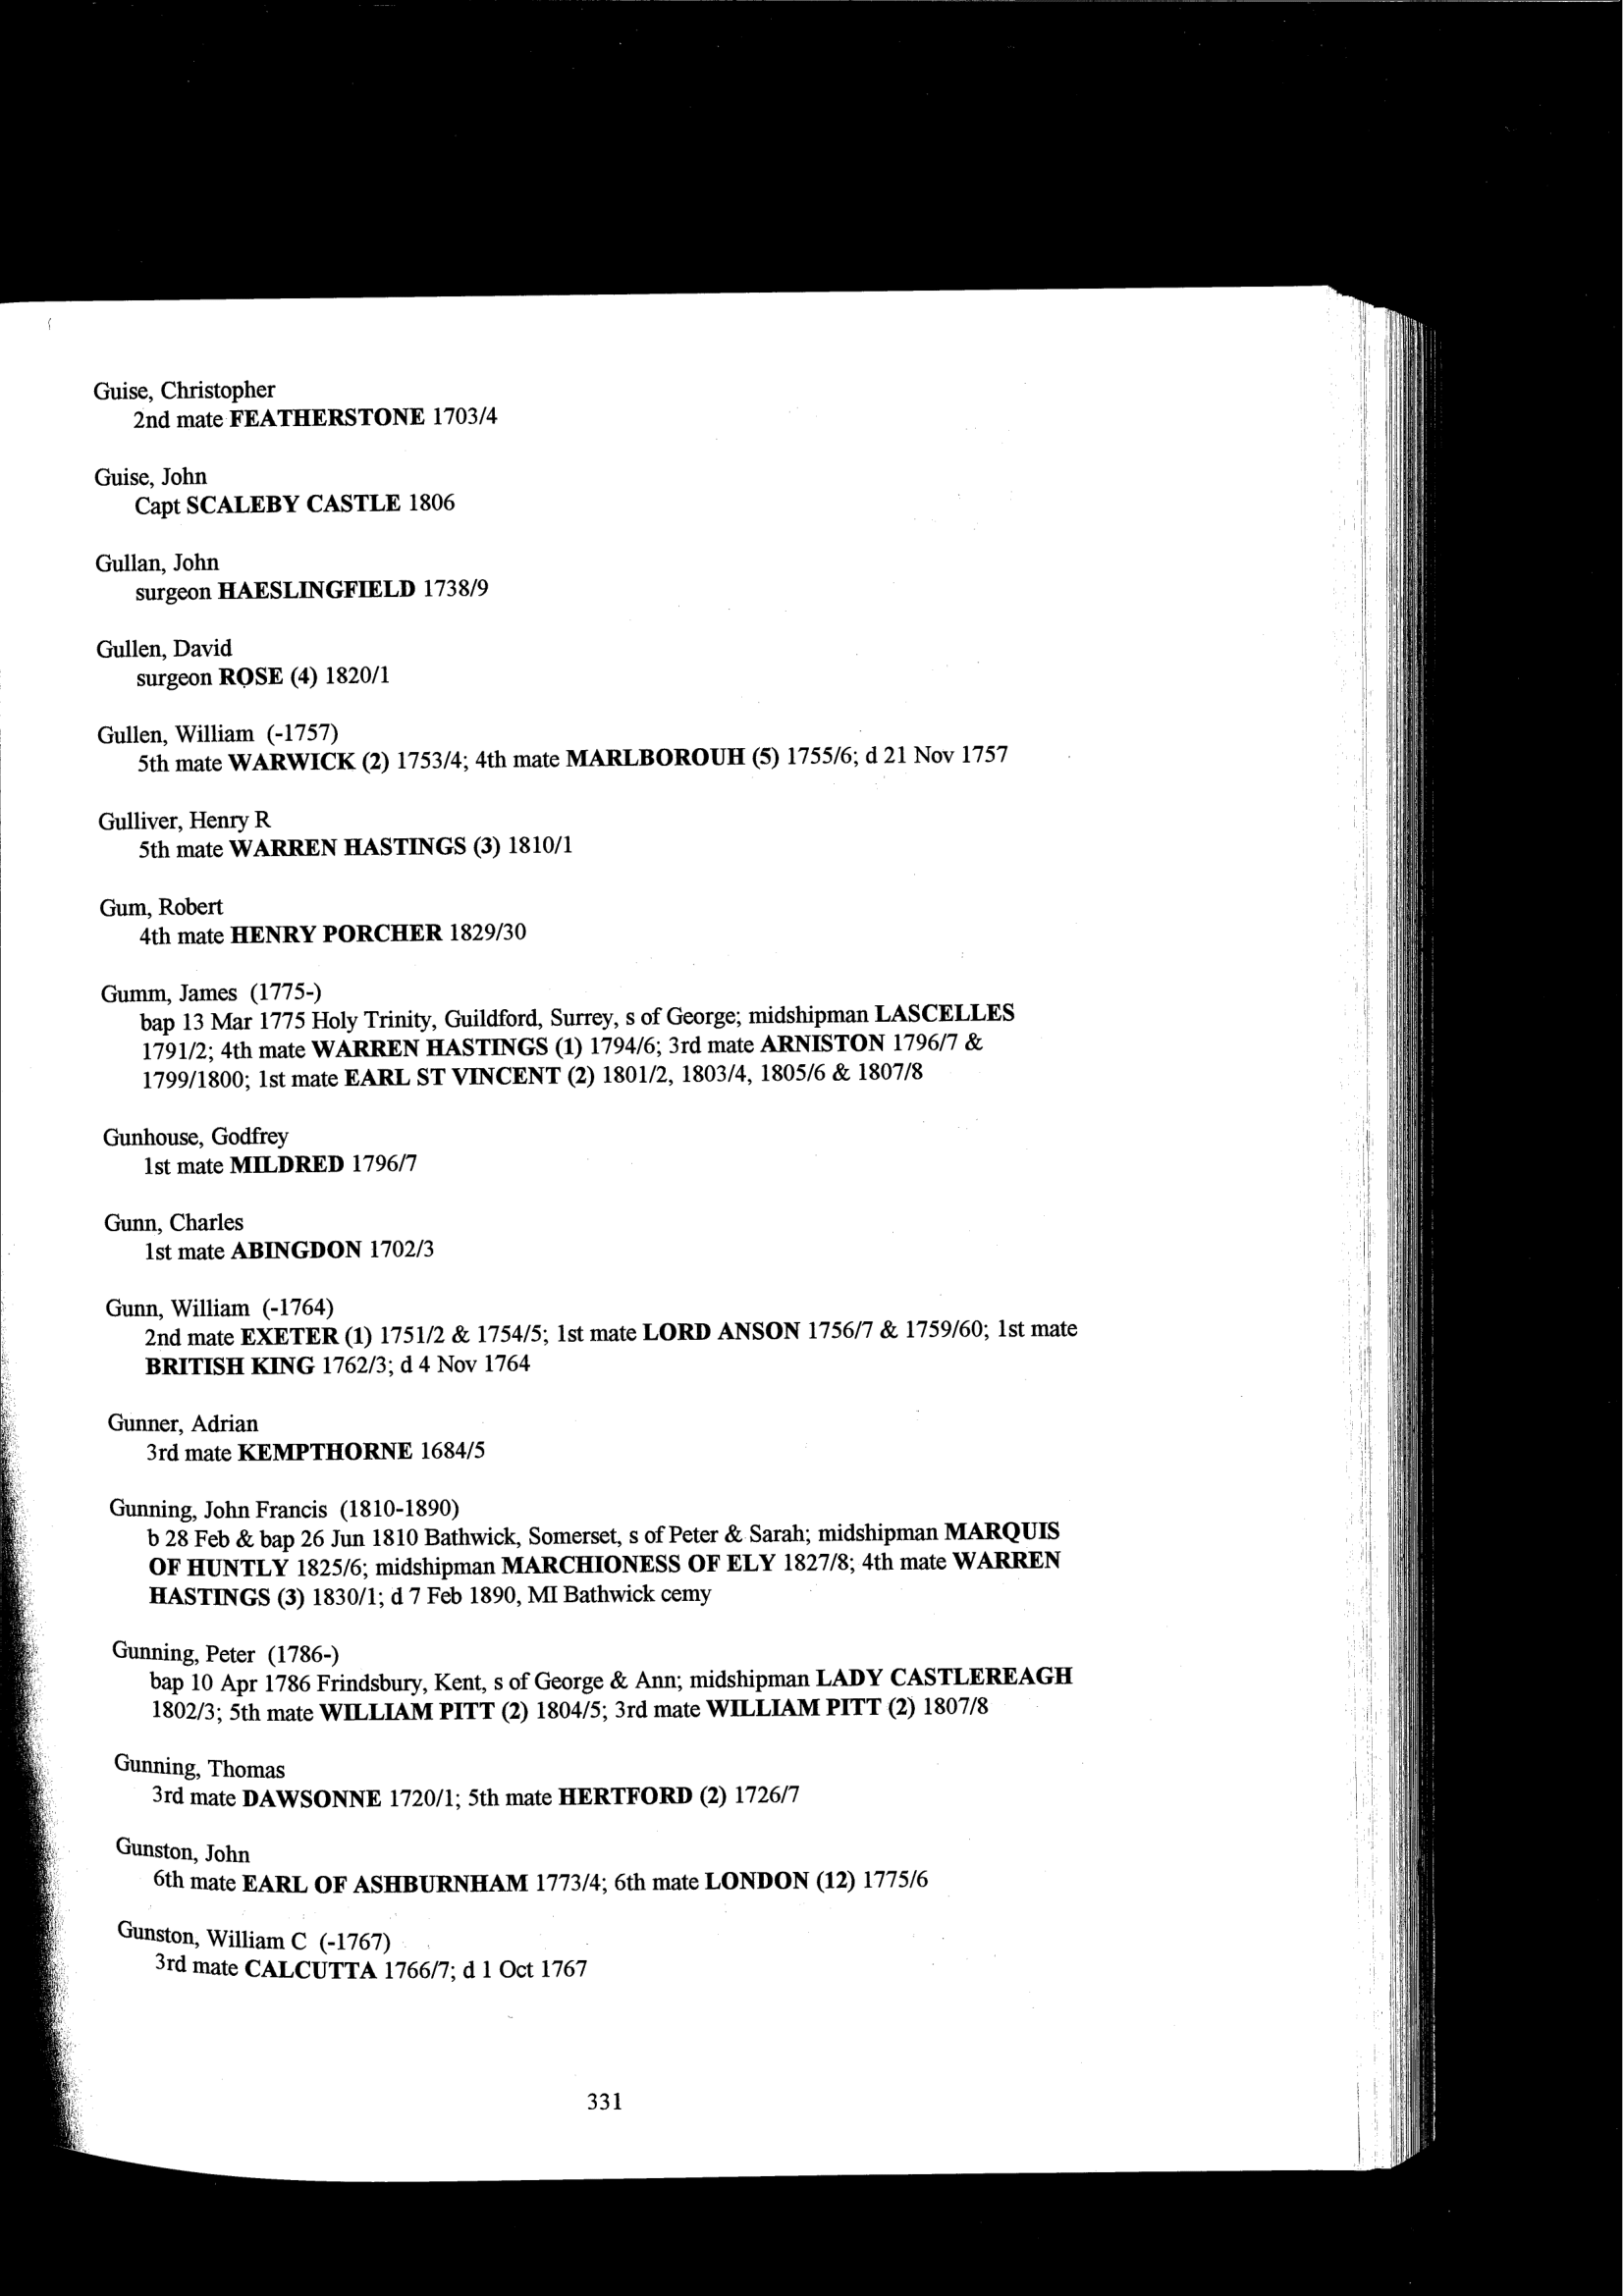 Guise, Christopher
2nd mate FEATHERSTONE 1703/4
Guise, John
Capt SCALEBY CASTLE 1806
Gullan, John
surgeon HAESLINGFIELD 1738/9
Gullen, David
surgeon ROSE (4) 1820/1
Gullen, William (-1757)
5th mate WARWICK (2) 1753/4; 4th mate MARLBOROUH (5) 1755/6; d 21 Nov 1757
Gulliver, Henry R
5th mate WARREN HASTINGS (3) 1810/1
Gum, Robert
4th mate HENRY PORCHER 1829/30
Gumm, James (1775-)
bap 13 Mar 1775 Holy Trinity, Guildford, Surrey, s of George; midshipman LASCELLES
1791/2; 4th mate WARREN HASTINGS (1) 1794/6; 3rd mate ARNISTON 1796/7 &
1799/1800; 1st mate EARL ST VINCENT (2) 1801/2, 1803/4, 1805/6 & 1807/8
Gunhouse, Godfrey
1st mate MILDRED 1796/7
Gunn, Charles
1st mate ABINGDON 1702/3
Gunn, William (-1764)
2nd mate EXETER (1) 1751/2 & 1754/5; 1st mate LORD ANSON 1756/7 & 1759/60; 1st mate
BRITISH KING 1762/3; d 4 Nov 1764
Gunner, Adrian
3rd mate KEMPTHORNE 1684/5
Gunning, John Francis (1810-1890)
b 28 Feb & bap 26 Jun 1810 Bathwick, Somerset, s of Peter & Sarah; midshipman MARQUIS
OF HUNTLY 1825/6; midshipman MARCHIONESS OF ELY 1827/8; 4th mate WARREN
HASTINGS (3) 1830/1; d 7 Feb 1890, MI Bathwick cemy
Gunning, Peter (1786-)
bap 10 Apr 1786 Frindsbury, Kent, s of George & Ann; midshipman LADY CASTLEREAGH
1802/3; 5th mate WILLIAM PITT (2) 1804/5; 3rd mate WILLIAM PITT (2) 1807/8
Gunning, Thomas
3rd mate DAWSONNE 1720/1; 5th mate HERTFORD (2) 1726/7
Gunston, John
6th mate EARL OF ASHBURNHAM 1773/4; 6th mate LONDON (12) 1775/6
Gunston, William C (-1767)
3rd mate CALCUTTA 1766/7; d 1 Oct 1767
331